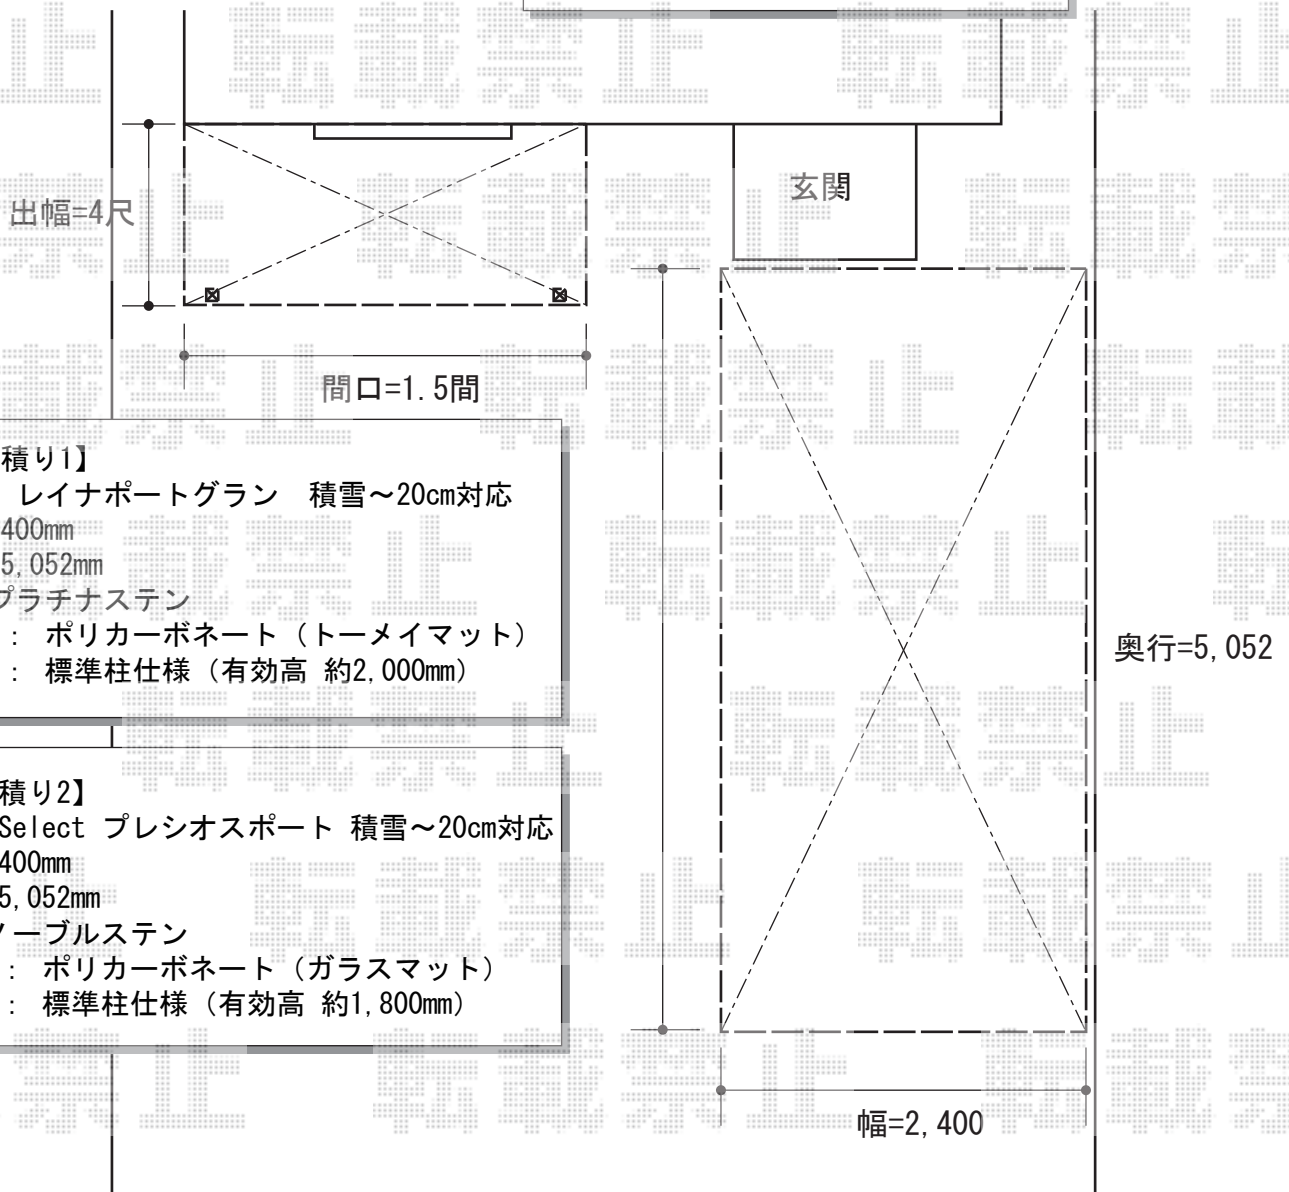 転載禁止
玄関
出幅=4尺
間口=1.5間
積り1】
レイナポートグラン 積雪～20cm対応
400mm
5,052mm
プラチナステン
： ポリカーボネート（トーメイマット）
： 標準柱仕様（有効高 約2,000mm）
奥行=5,052
積り2】
Select プレシオスポート 積雪～20cm対応
400mm
5,052mm
ノーブルステン
： ポリカーボネート（ガラスマット）
： 標準柱仕様（有効高 約1,800mm）
幅=2,400